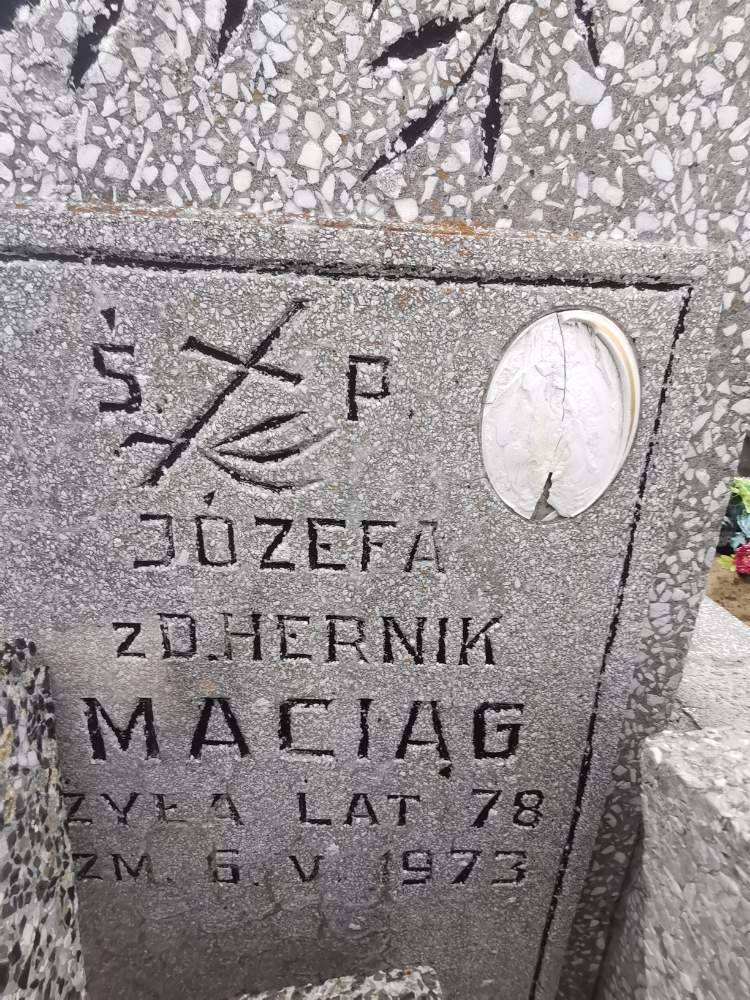 Ś. P.
JÓZEFA
zD.HERNIK
MACIĄG
ŻYŁA LAT 78
ZM. 6. V. 1973